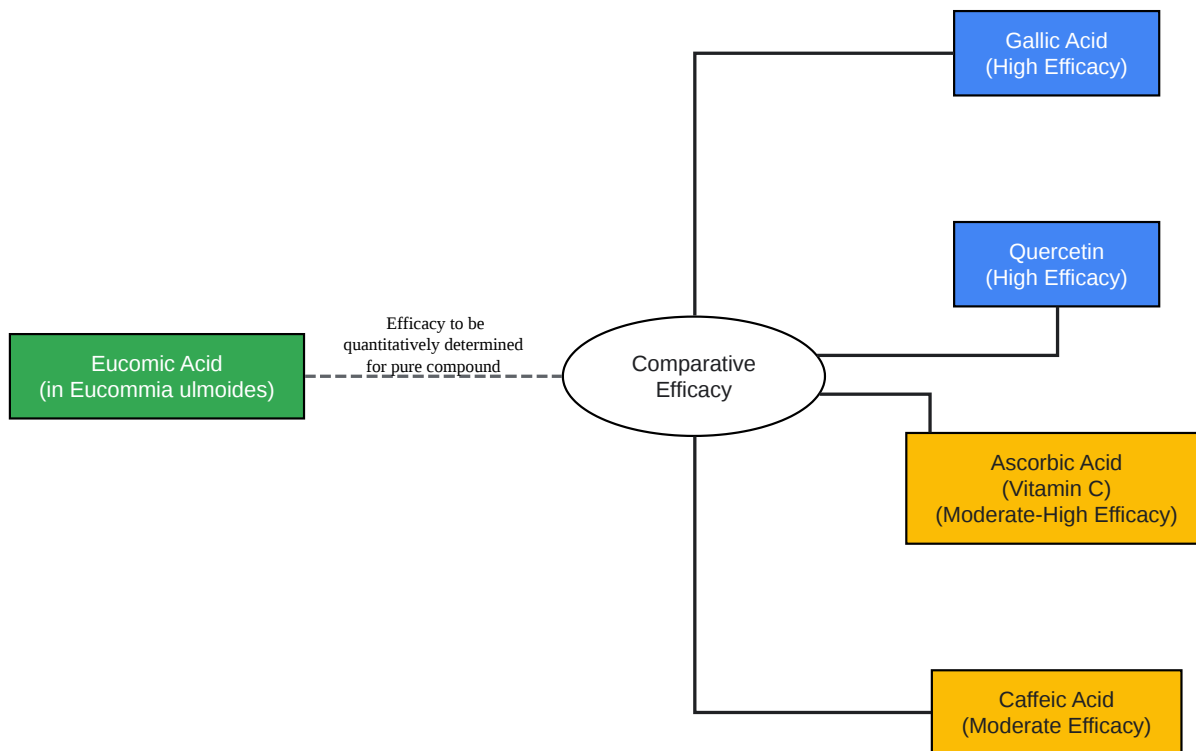 Gallic Acid
(High Efficacy)
Quercetin
(High Efficacy)
Efficacy to be
quantitatively determined
for pure compound
Eucomic Acid
(in Eucommia ulmoides)
Comparative
Efficacy
Ascorbic Acid
(Vitamin C)
(Moderate-High Efficacy)
Caffeic Acid
(Moderate Efficacy)